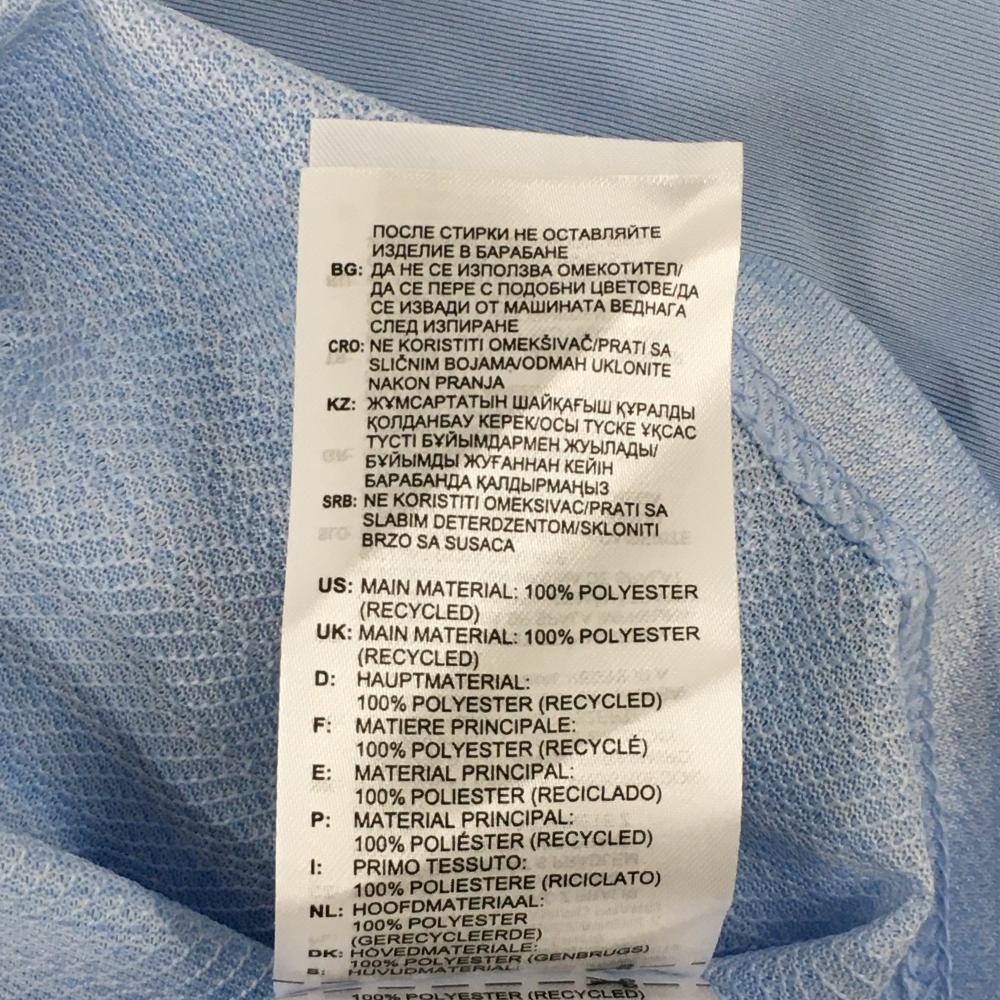 ПОСЛЕ СТИРКИ НЕ ОСТАВЛЯЙТЕ
ИЗДЕЛИЕ В БАРАБАНЕ
BG: ДА НЕ СЕ ИЗПОЛЗВА ОМЕКОТИТЕЛ/
ДА СЕ ПЕРЕ С ПОДОБНИ ЦВЕТОВЕ/ДА
СЕ ИЗВАДИ ОТ МАШИНАТА ВЕДНАГА
СЛЕД ИЗПИРАНЕ
CRO: NE KORISTITI OMEKŠIVAČ/PRATI SA
SLIČNIM BOJAMA/ODMAH UKLONITE
NAKON PRANJA
KZ: ЖҰМСАРТАТЫН ШАЙҚАҒЫШ ҚҰРАЛДЫ
ҚОЛДАНБАУ КЕРЕК/ОСЫ ТҮСКЕ ҰҚСАС
ТҮСТІ БҰЙЫМДАРМЕН ЖУЫЛАДЫ/
БҰЙЫМДЫ ЖУҒАННАН КЕЙІН
БАРАБАНДА ҚАЛДЫРМАҢЫЗ
SRB: NE KORISTITI OMEKSIVAC/PRATI SA
SLABIM DETERDZENTOM/SKLONITI
BRZO SA SUSACA
US: MAIN MATERIAL: 100% POLYESTER
(RECYCLED)
UK: MAIN MATERIAL: 100% POLYESTER
(RECYCLED)
D: HAUPTMATERIAL:
100% POLYESTER (RECYCLED)
F: MATIERE PRINCIPALE:
100% POLYESTER (RECYCLÉ)
E: MATERIAL PRINCIPAL:
100% POLIESTER (RECICLADO)
P: MATERIAL PRINCIPAL:
100% POLIÉSTER (RECYCLED)
I: PRIMO TESSUTO:
100% POLIESTERE (RICICLATO)
NL: HOOFDMATERIAAL:
100% POLYESTER
(GERECYCLEERDE)
DK: HOVEDMATERIALE:
100% POLYESTER (GENBRUGS)
S: HUVUDMATERIAL:
100% POLYESTER (RECYCLED)